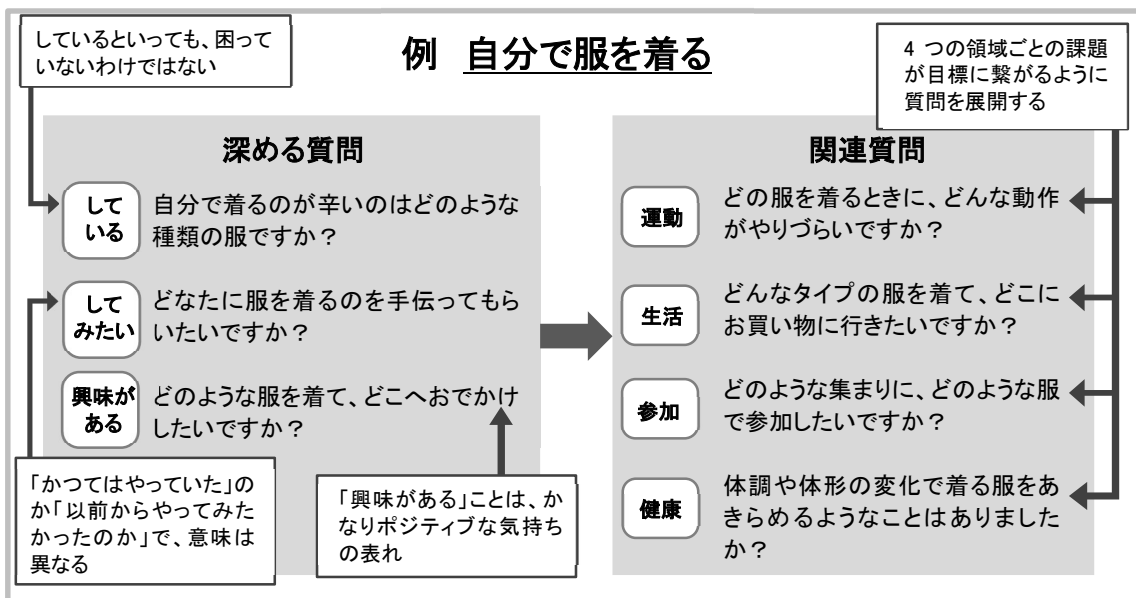 しているといっても、困って
いないわけではない
例 自分で服を着る
4 つの領域ごとの課題
が目標に繋がるように
質問を展開する
深める質問
して
いる
自分で着るのが辛いのはどのような
種類の服ですか？
して
みたい
どなたに服を着るのを手伝ってもら
いたいですか？
興味が
ある
どのような服を着て、どこへおでかけ
したいですか？
「かつてはやっていた」の
か「以前からやってみた
かったのか」で、意味は
異なる
「興味がある」ことは、か
なりポジティブな気持ち
の表れ
関連質問
運動
どの服を着るときに、どんな動作
がやりづらいですか？
生活
どんなタイプの服を着て、どこに
お買い物に行きたいですか？
参加
どのような集まりに、どのような服
で参加したいですか？
健康
体調や体形の変化で着る服をあ
きらめるようなことはありました
か？